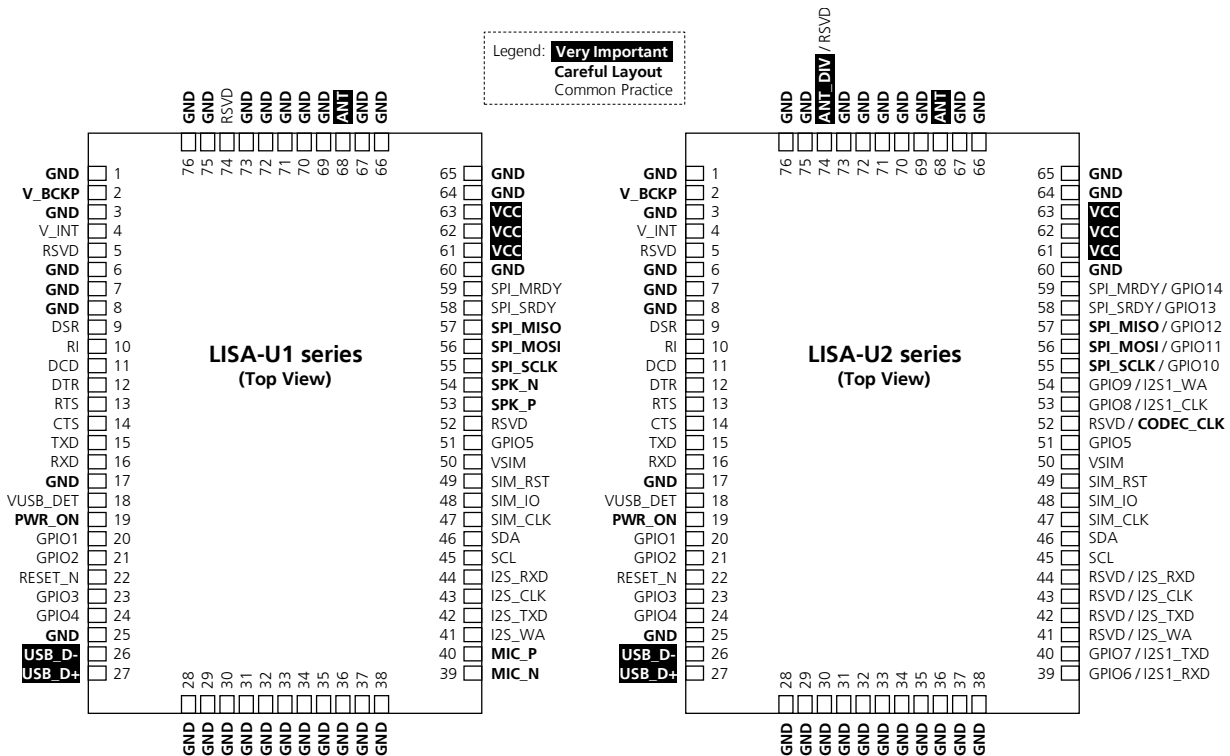 Legend: Very Important
Careful Layout
Common Practice
GND GND RSVD GND GND GND GND GND ANT GND GND
76 75 74 73 72 71 70 69 68 67 66
GND 1
V_BCKP 2
GND 3
V_INT 4
RSVD 5
GND 6
GND 7
GND 8
DSR 9
RI 10
DCD 11
DTR 12
RTS 13
CTS 14
TXD 15
RXD 16
GND 17
VUSB_DET 18
PWR_ON 19
GPIO1 20
GPIO2 21
RESET_N 22
GPIO3 23
GPIO4 24
GND 25
USB_D- 26
USB_D+ 27
LISA-U1 series
(Top View)
65 GND
64 GND
63 VCC
62 VCC
61 VCC
60 GND
59 SPI_MRDY
58 SPI_SRDY
57 SPI_MISO
56 SPI_MOSI
55 SPI_SCLK
54 SPK_N
53 SPK_P
52 RSVD
51 GPIO5
50 VSIM
49 SIM_RST
48 SIM_IO
47 SIM_CLK
46 SDA
45 SCL
44 I2S_RXD
43 I2S_CLK
42 I2S_TXD
41 I2S_WA
40 MIC_P
39 MIC_N
28 29 30 31 32 33 34 35 36 37 38
GND GND GND GND GND GND GND GND GND GND GND
GND GND ANT_DIV / RSVD GND GND GND GND GND ANT GND GND
76 75 74 73 72 71 70 69 68 67 66
GND 1
V_BCKP 2
GND 3
V_INT 4
RSVD 5
GND 6
GND 7
GND 8
DSR 9
RI 10
DCD 11
DTR 12
RTS 13
CTS 14
TXD 15
RXD 16
GND 17
VUSB_DET 18
PWR_ON 19
GPIO1 20
GPIO2 21
RESET_N 22
GPIO3 23
GPIO4 24
GND 25
USB_D- 26
USB_D+ 27
LISA-U2 series
(Top View)
65 GND
64 GND
63 VCC
62 VCC
61 VCC
60 GND
59 SPI_MRDY / GPIO14
58 SPI_SRDY / GPIO13
57 SPI_MISO / GPIO12
56 SPI_MOSI / GPIO11
55 SPI_SCLK / GPIO10
54 GPIO9 / I2S1_WA
53 GPIO8 / I2S1_CLK
52 RSVD / CODEC_CLK
51 GPIO5
50 VSIM
49 SIM_RST
48 SIM_IO
47 SIM_CLK
46 SDA
45 SCL
44 RSVD / I2S_RXD
43 RSVD / I2S_CLK
42 RSVD / I2S_TXD
41 RSVD / I2S_WA
40 GPIO7 / I2S1_TXD
39 GPIO6 / I2S1_RXD
28 29 30 31 32 33 34 35 36 37 38
GND GND GND GND GND GND GND GND GND GND GND